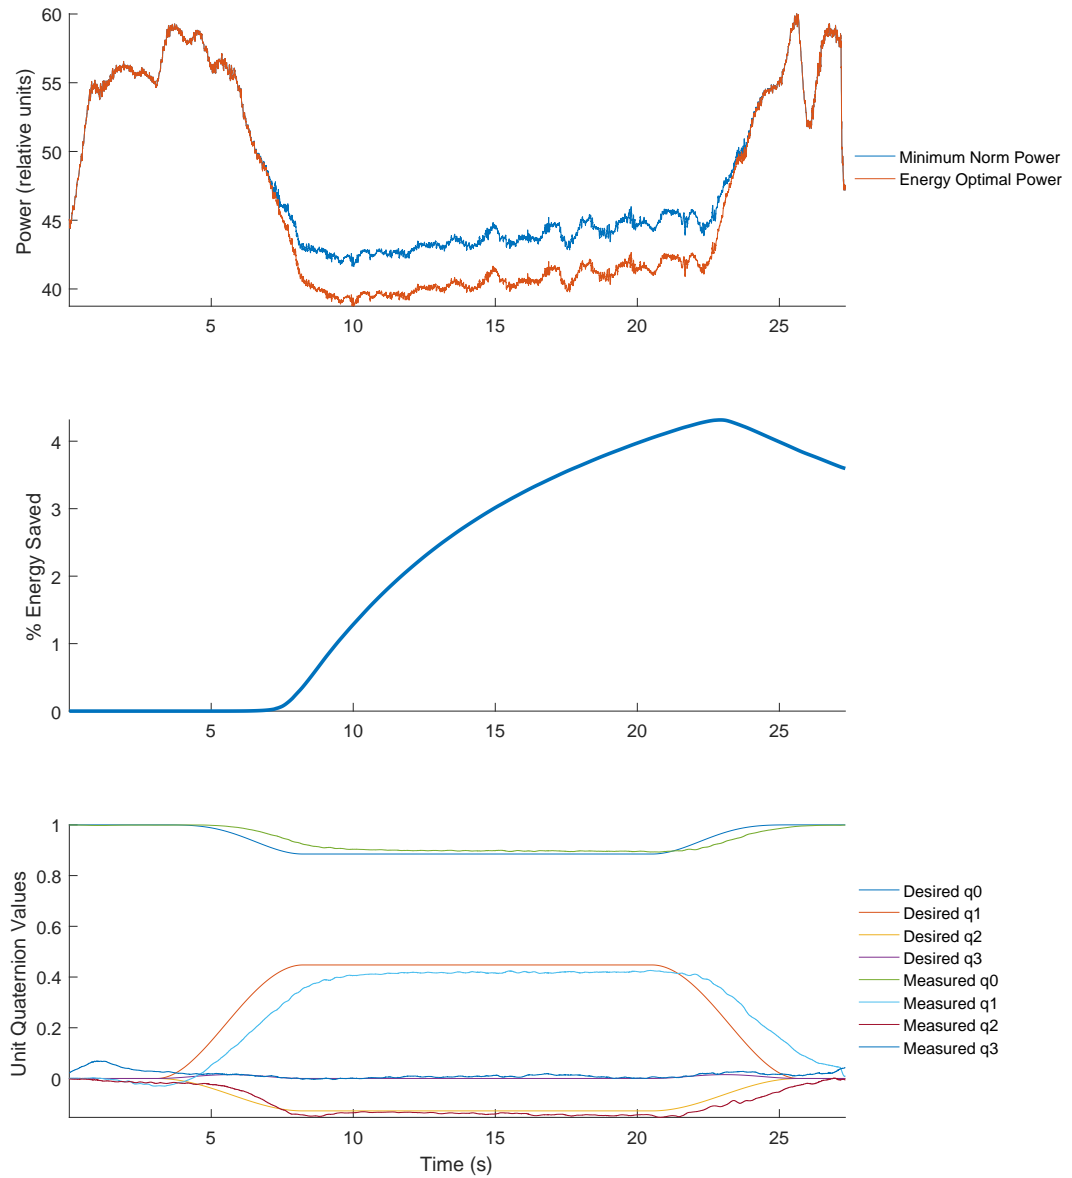 60
55
50
45
40
Power (relative units)
5
10
15
20
25
Minimum Norm Power
Energy Optimal Power
4
3
2
1
0
% Energy Saved
5
10
15
20
25
1
0.8
0.6
0.4
0.2
0
Unit Quaternion Values
5
10
15
20
25
Time (s)
Desired q0
Desired q1
Desired q2
Desired q3
Measured q0
Measured q1
Measured q2
Measured q3